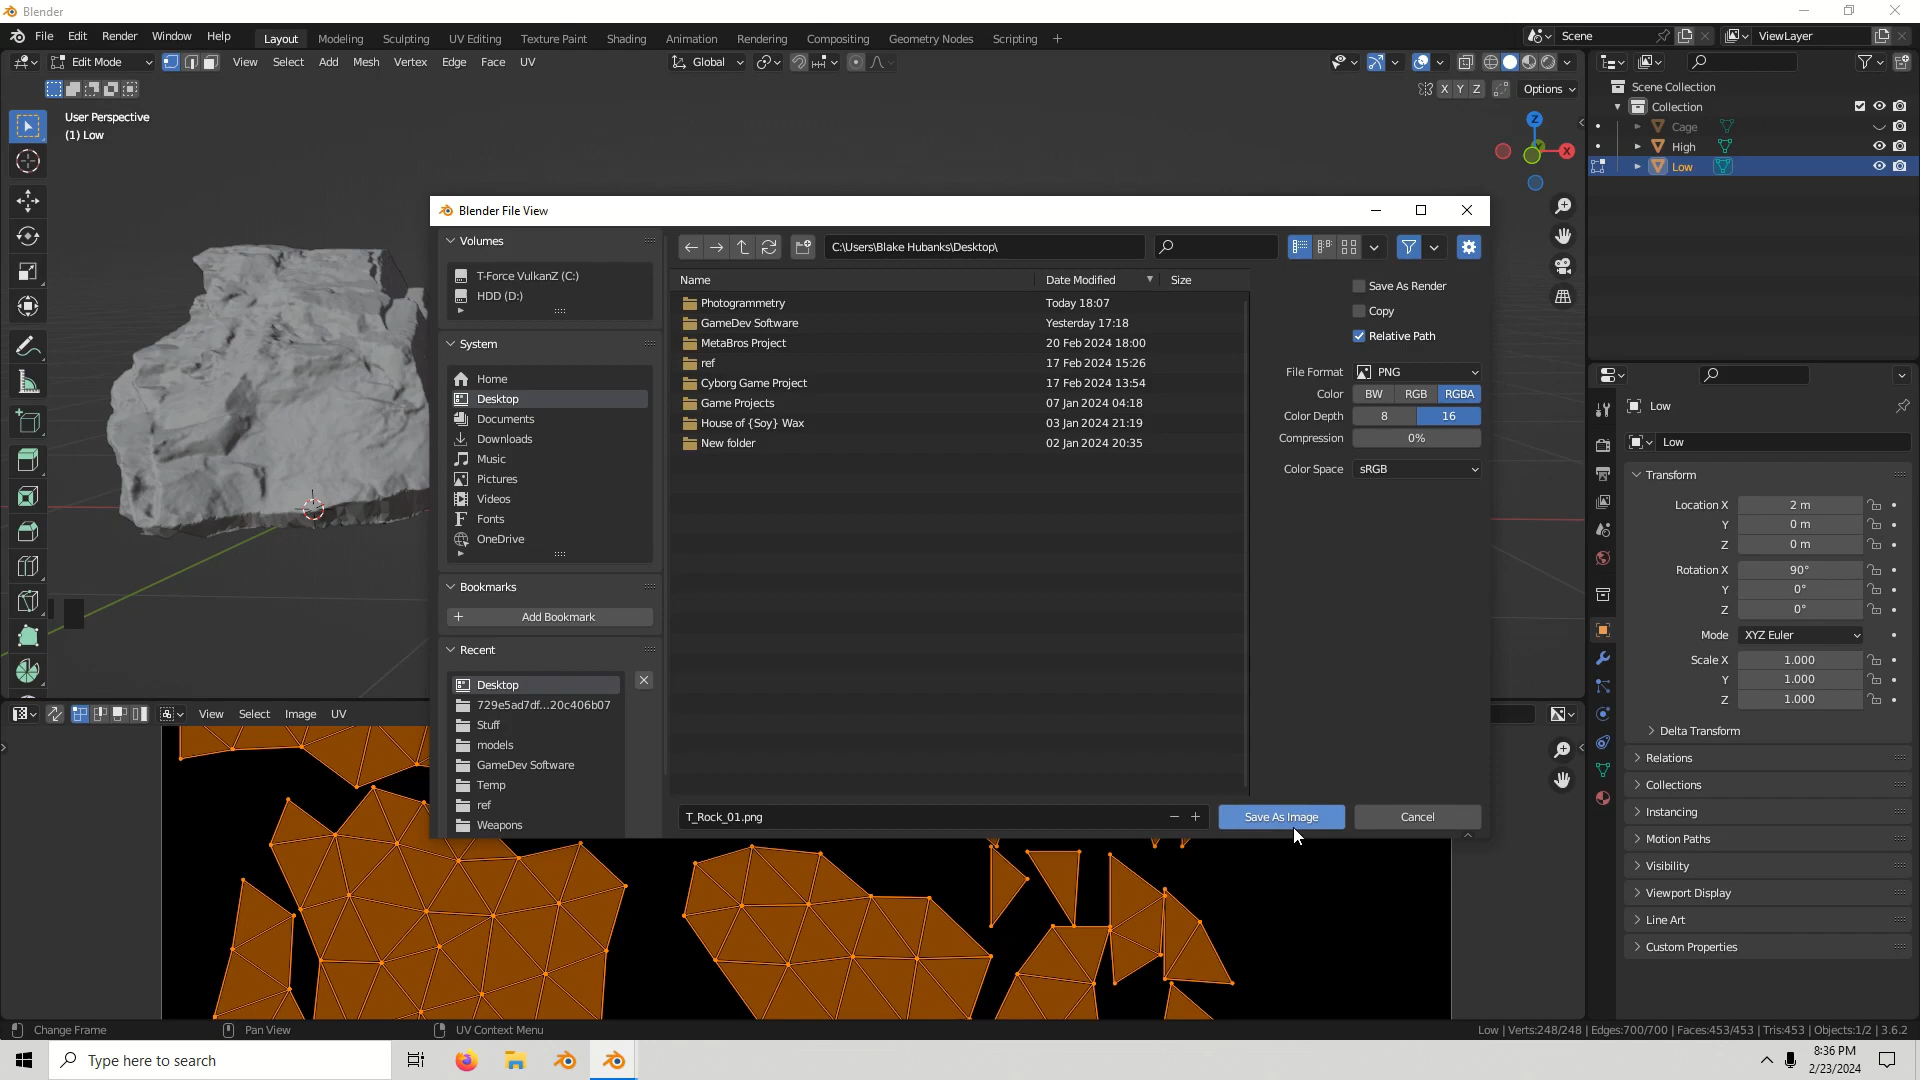 Blender
File Edit Render Window Help
Layout Modeling Sculpting UV Editing Texture Paint Shading Animation Rendering Compositing Geometry Nodes Scripting
Scene
ViewLayer
Edit Mode View Select Add Mesh Vertex Edge Face UV
Global
X Y Z Options
User Perspective
(1) Low
Z
X
Scene Collection
Collection
Cage
High
Low
Blender File View
Volumes
T-Force VulkanZ (C:)
HDD (D:)
System
Home
Desktop
Documents
Downloads
Music
Pictures
Videos
Fonts
OneDrive
Bookmarks
Add Bookmark
Recent
Desktop
729e5ad7df...20c406b07
Stuff
models
GameDev Software
Temp
ref
Weapons
C:\Users\Blake Hubanks\Desktop\
Name Date Modified Size
Photogrammetry Today 18:07
GameDev Software Yesterday 17:18
MetaBros Project 20 Feb 2024 18:00
ref 17 Feb 2024 15:26
Cyborg Game Project 17 Feb 2024 13:54
Game Projects 07 Jan 2024 04:18
House of {Soy} Wax 03 Jan 2024 21:19
New folder 02 Jan 2024 20:35
Save As Render
Copy
Relative Path
File Format PNG
Color BW RGB RGBA
Color Depth 8 16
Compression 0%
Color Space sRGB
T_Rock_01.png
Save As Image
Cancel
Low
Low
Transform
Location X 2 m
Y 0 m
Z 0 m
Rotation X 90°
Y 0°
Z 0°
Mode XYZ Euler
Scale X 1.000
Y 1.000
Z 1.000
Delta Transform
Relations
Collections
Instancing
Motion Paths
Visibility
Viewport Display
Line Art
Custom Properties
View Select Image UV
Change Frame Pan View UV Context Menu
Low | Verts:248/248 | Edges:700/700 | Faces:453/453 | Tris:453 | Objects:1/2 | 3.6.2
Type here to search
8:36 PM
2/23/2024